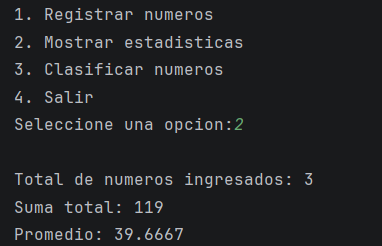 1. Registrar numeros
2. Mostrar estadisticas
3. Clasificar numeros
4. Salir
Seleccione una opcion:2
Total de numeros ingresados: 3
Suma total: 119
Promedio: 39.6667